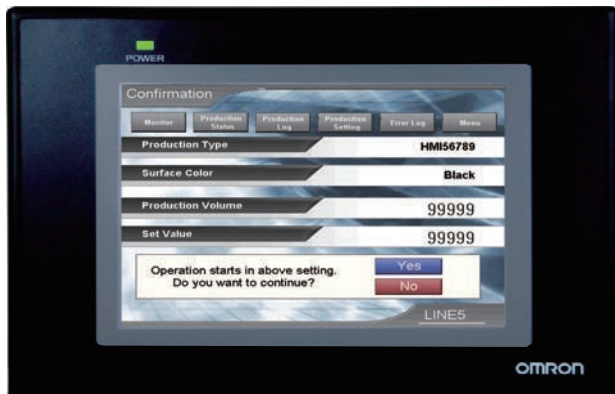 POWER
Confirmation
Monitor
Production
Status
Production
Log
Production
Setting
Error Log
Menu
Production Type
HMI56789
Surface Color
Black
Production Volume
99999
Set Value
99999
Operation starts in above setting.
Do you want to continue?
Yes
No
LINE5
OMRON